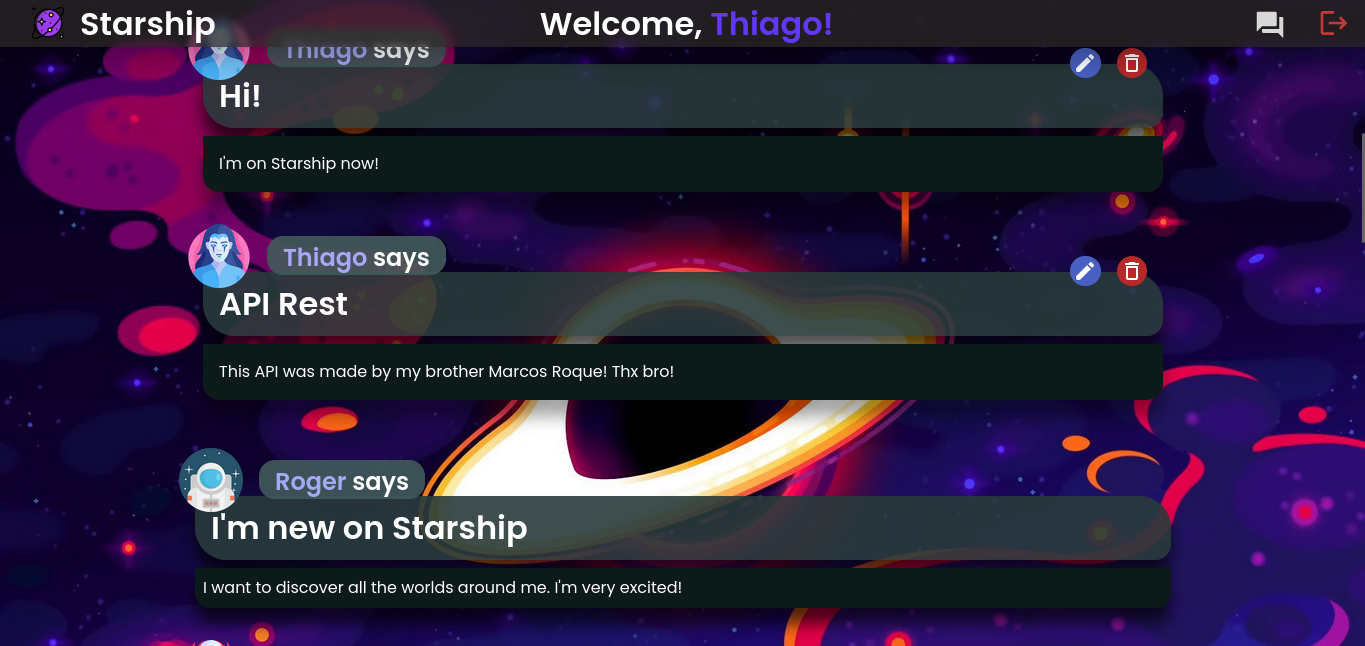 Starship
Welcome, Thiago!
Thiago says
Hi!
I'm on Starship now!
Thiago says
API Rest
This API was made by my brother Marcos Roque! Thx bro!
Roger says
I'm new on Starship
I want to discover all the worlds around me. I'm very excited!